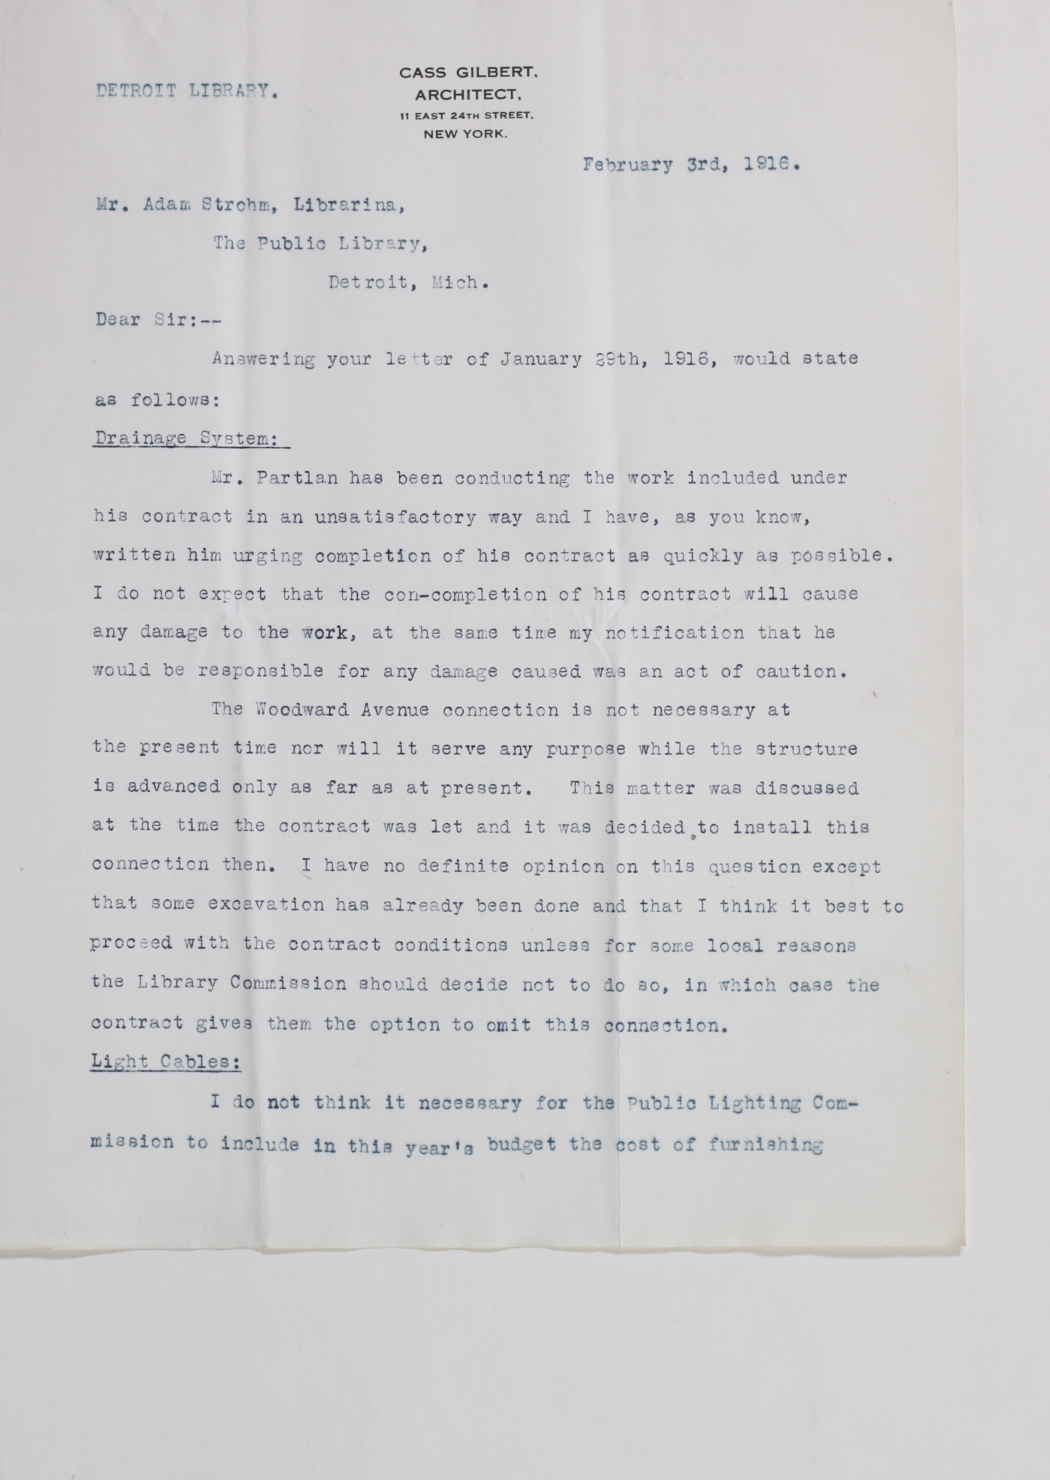 DETROIT LIBRARY.
CASS GILBERT,
ARCHITECT,
11 EAST 24TH STREET,
NEW YORK.
February 3rd, 1916.
Mr. Adam Strohm, Librarina,
The Public Library,
Detroit, Mich.
Dear Sir:--
Answering your letter of January 29th, 1916, would state
as follows:
Drainage System:
Mr. Partlan has been conducting the work included under
his contract in an unsatisfactory way and I have, as you know,
written him urging completion of his contract as quickly as possible.
I do not expect that the con-completion of his contract will cause
any damage to the work, at the same time my notification that he
would be responsible for any damage caused was an act of caution.
The Woodward Avenue connection is not necessary at
the present time nor will it serve any purpose while the structure
is advanced only as far as at present. This matter was discussed
at the time the contract was let and it was decided to install this
connection then. I have no definite opinion on this question except
that some excavation has already been done and that I think it best to
proceed with the contract conditions unless for some local reasons
the Library Commission should decide not to do so, in which case the
contract gives them the option to omit this connection.
Light Cables:
I do not think it necessary for the Public Lighting Com-
mission to include in this year's budget the cost of furnishing